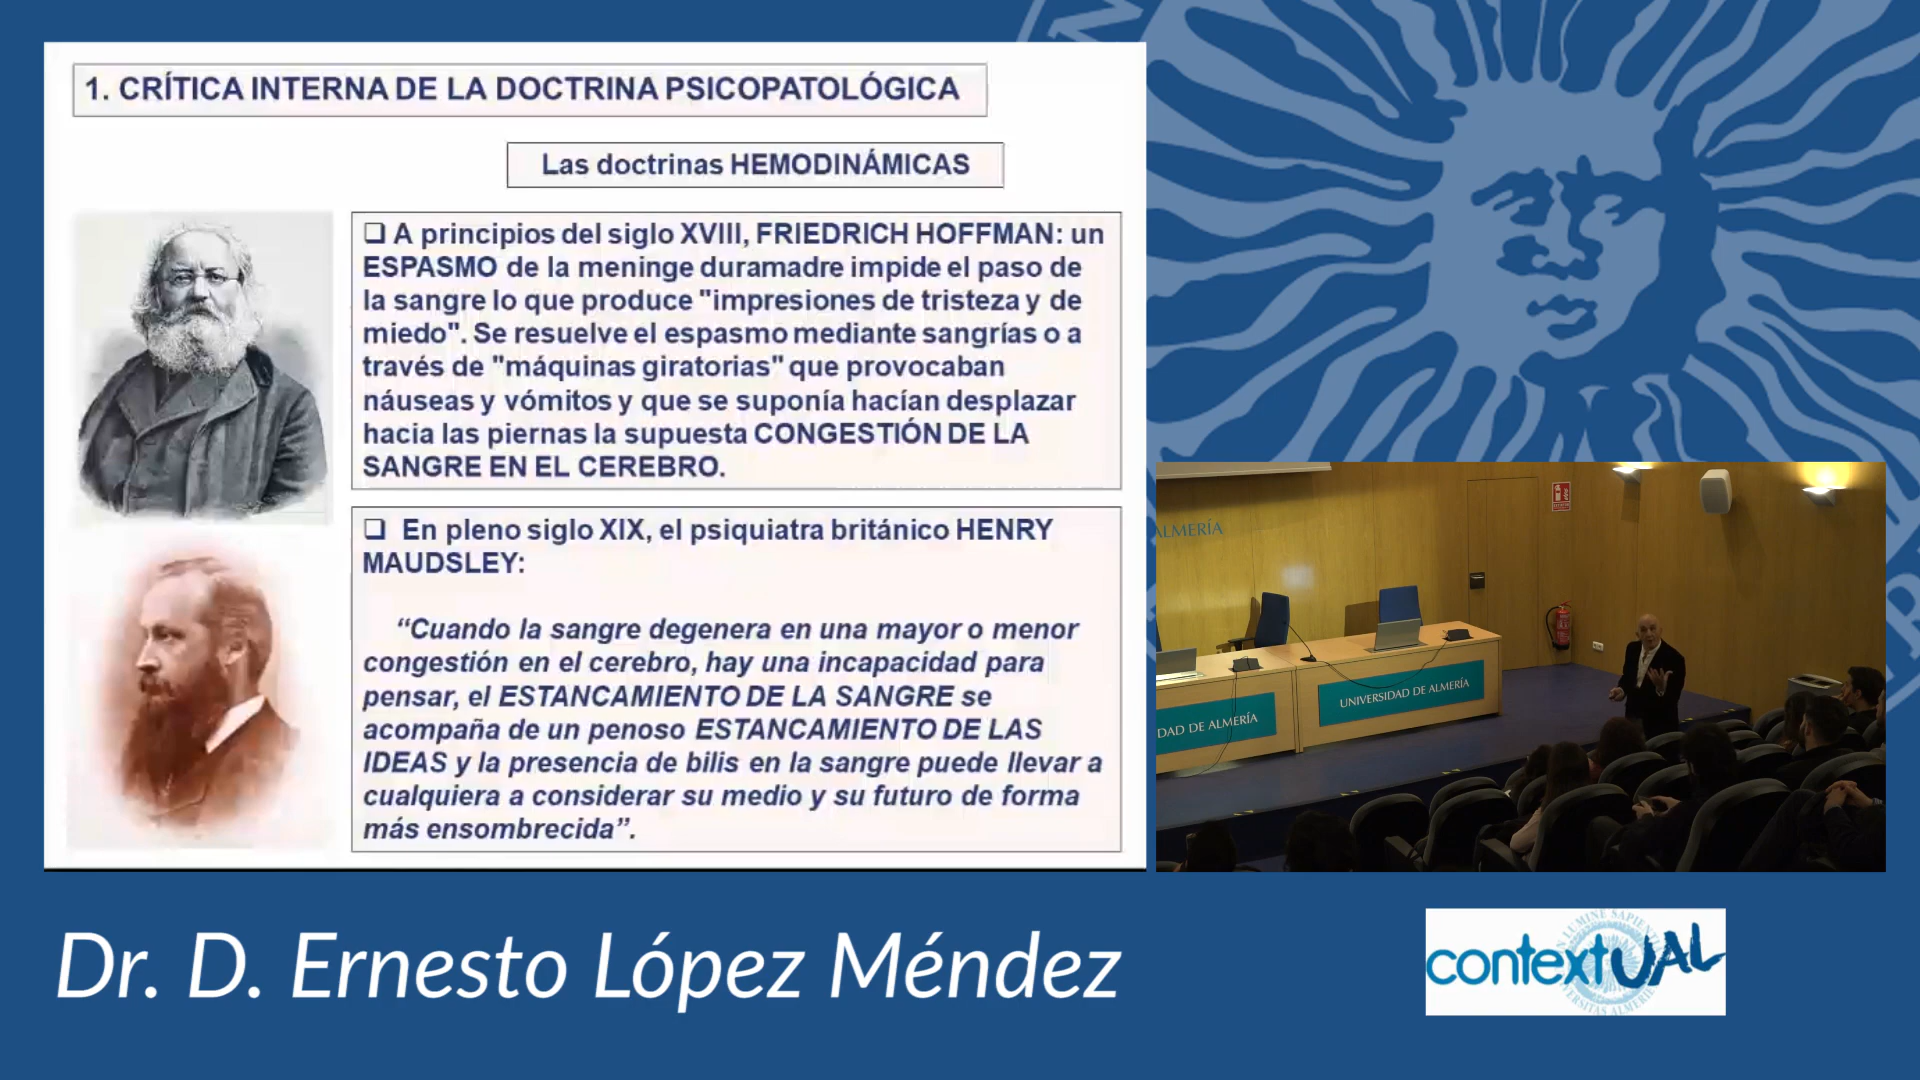 1. CRÍTICA INTERNA DE LA DOCTRINA PSICOPATOLÓGICA
Las doctrinas HEMODINÁMICAS
❑ A principios del siglo XVIII, FRIEDRICH HOFFMAN: un
ESPASMO de la meninge duramadre impide el paso de
la sangre lo que produce "impresiones de tristeza y de
miedo". Se resuelve el espasmo mediante sangrías o a
través de "máquinas giratorias" que provocaban
náuseas y vómitos y que se suponía hacían desplazar
hacia las piernas la supuesta CONGESTIÓN DE LA
SANGRE EN EL CEREBRO.
❑ En pleno siglo XIX, el psiquiatra británico HENRY
MAUDSLEY:
“Cuando la sangre degenera en una mayor o menor
congestión en el cerebro, hay una incapacidad para
pensar, el ESTANCAMIENTO DE LA SANGRE se
acompaña de un penoso ESTANCAMIENTO DE LAS
IDEAS y la presencia de bilis en la sangre puede llevar a
cualquiera a considerar su medio y su futuro de forma
más ensombrecida”.
ALMERÍA
UNIVERSIDAD DE ALMERÍA
DAD DE ALMERÍA
Dr. D. Ernesto López Méndez
contextUAL